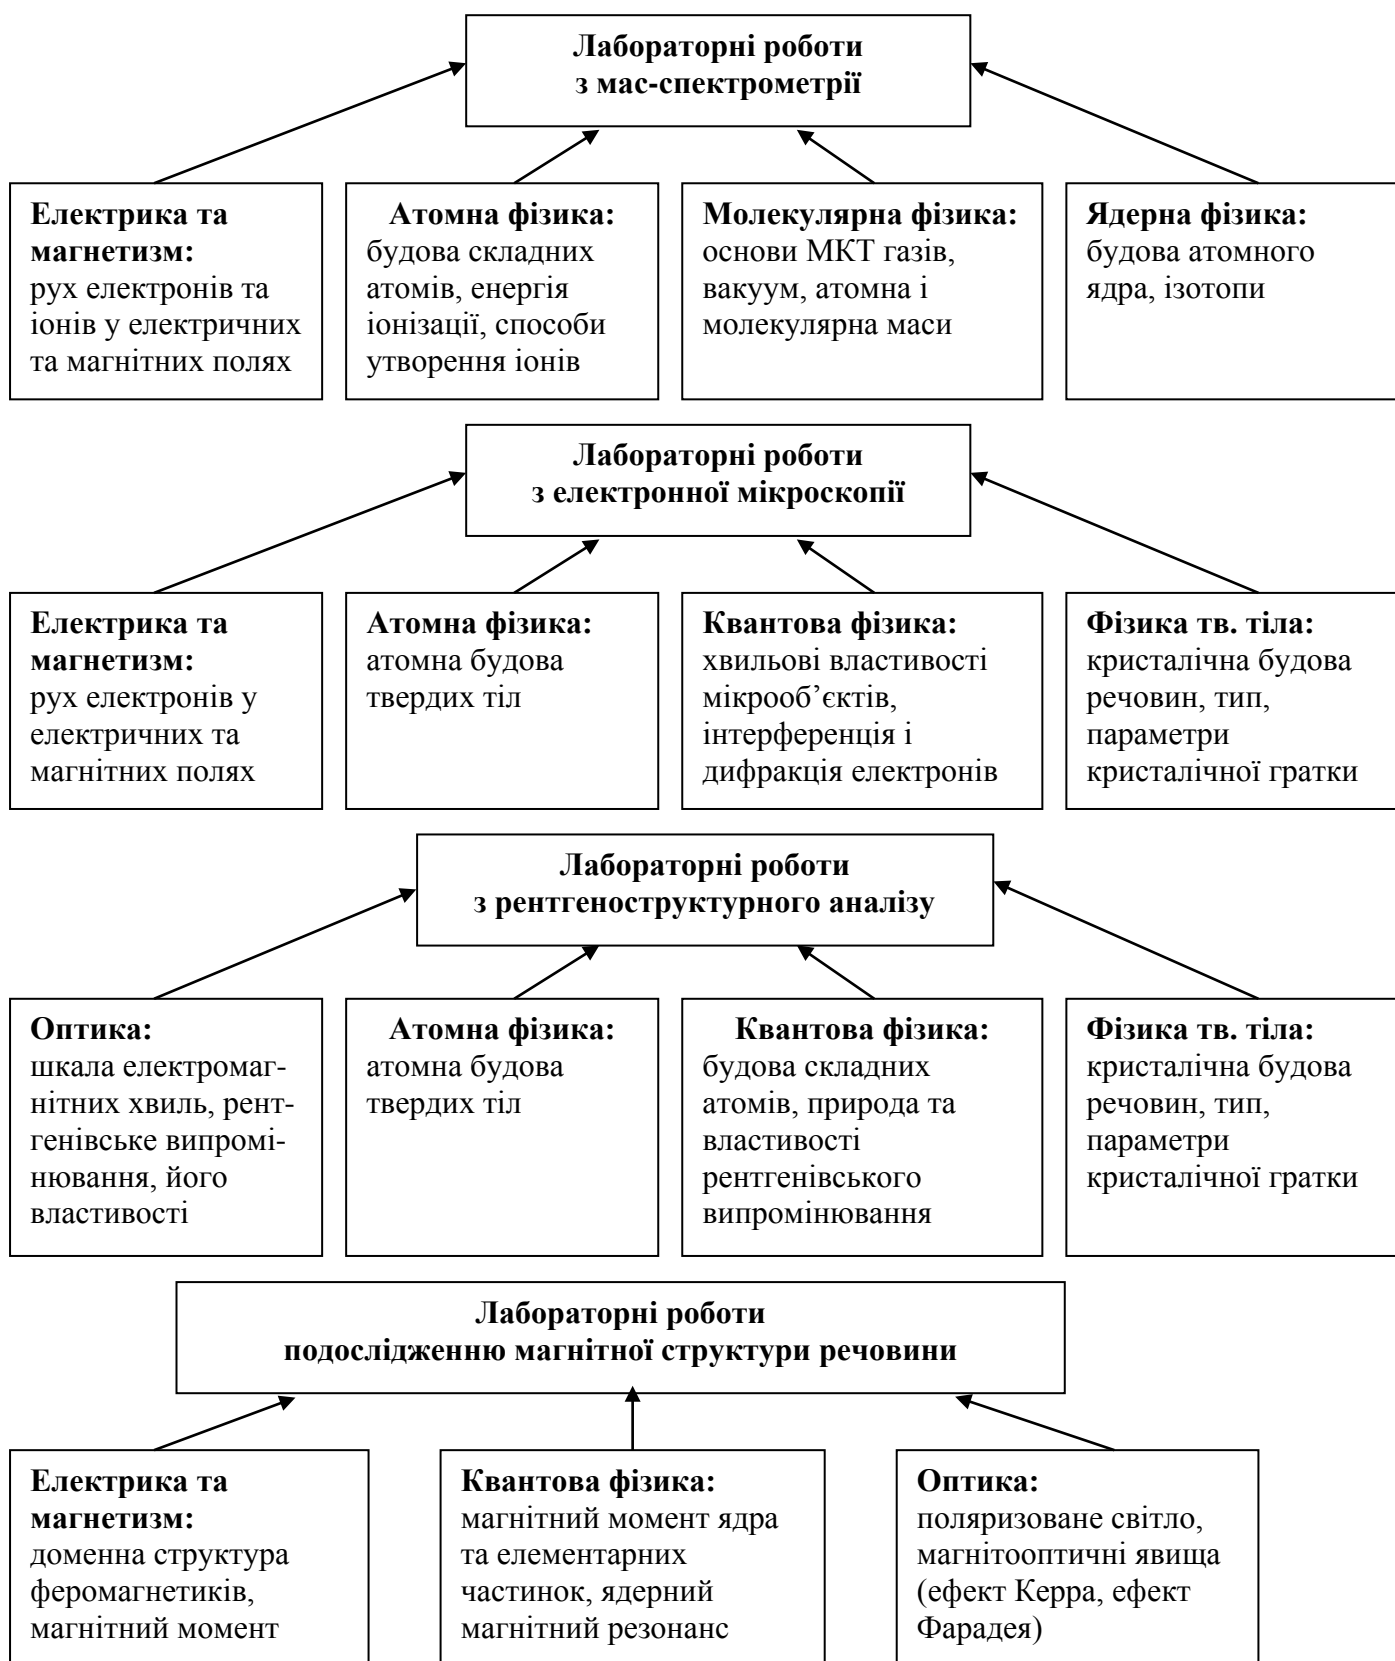 Лабораторні роботи
з мас-спектрометрії
Електрика та
магнетизм:
рух електронів та
іонів у електричних
та магнітних полях
Атомна фізика:
будова складних
атомів, енергія
іонізації, способи
утворення іонів
Молекулярна фізика:
основи МКТ газів,
вакуум, атомна і
молекулярна маси
Ядерна фізика:
будова атомного
ядра, ізотопи
Лабораторні роботи
з електронної мікроскопії
Електрика та
магнетизм:
рух електронів у
електричних та
магнітних полях
Атомна фізика:
атомна будова
твердих тіл
Квантова фізика:
хвильові властивості
мікрооб’єктів,
інтерференція і
дифракція електронів
Фізика тв. тіла:
кристалічна будова
речовин, тип,
параметри
кристалічної гратки
Лабораторні роботи
з рентгеноструктурного аналізу
Оптика:
шкала електромаг-
нітних хвиль, рент-
генівське випромі-
нювання, його
властивості
Атомна фізика:
атомна будова
твердих тіл
Квантова фізика:
будова складних
атомів, природа та
властивості
рентгенівського
випромінювання
Фізика тв. тіла:
кристалічна будова
речовин, тип,
параметри
кристалічної гратки
Лабораторні роботи
подослідженню магнітної структури речовини
Електрика та
магнетизм:
доменна структура
феромагнетиків,
магнітний момент
Квантова фізика:
магнітний момент ядра
та елементарних
частинок, ядерний
магнітний резонанс
Оптика:
поляризоване світло,
магнітооптичні явища
(ефект Керра, ефект
Фарадея)